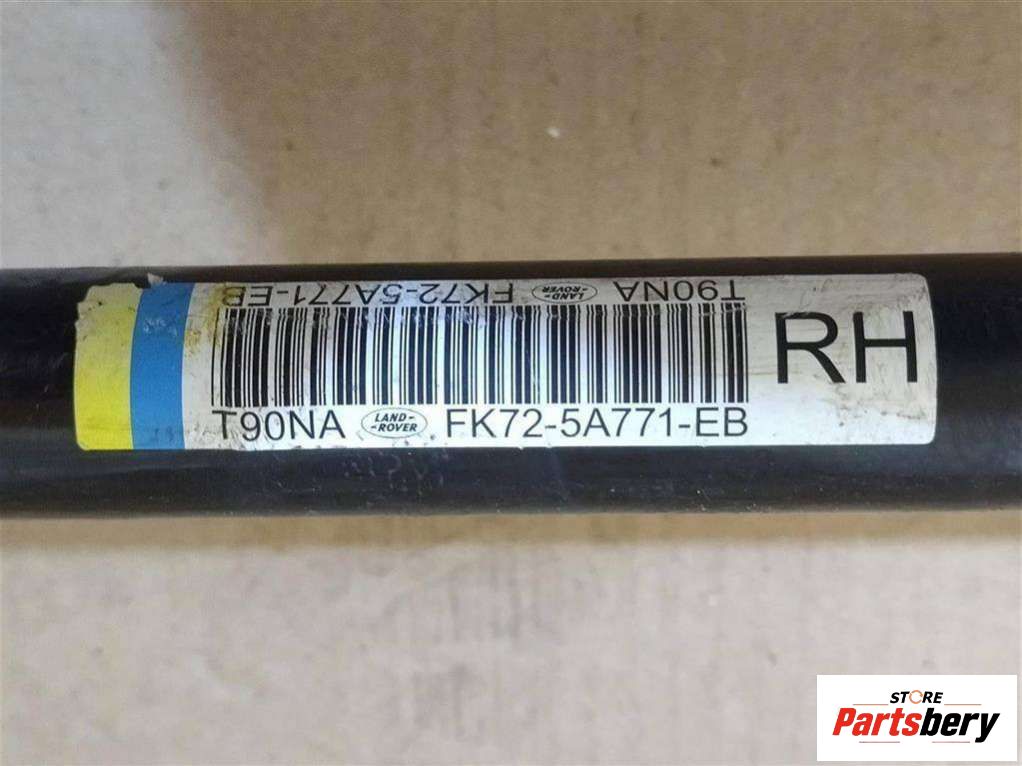 T90NA LAND-ROVER FK72-5A771-EB
RH
T90NA LAND-ROVER FK72-5A771-EB
STORE
Partsbery